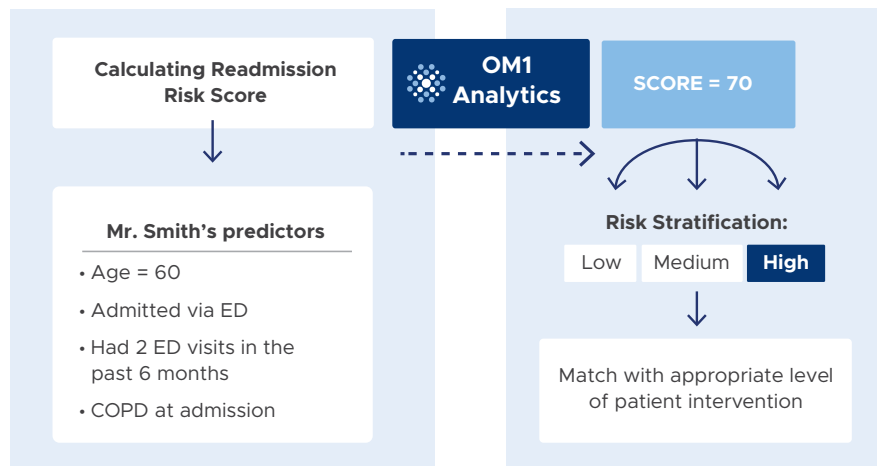 Calculating Readmission
Risk Score
Mr. Smith’s predictors
• Age = 60
• Admitted via ED
• Had 2 ED visits in the
past 6 months
• COPD at admission
OM1
Analytics
SCORE = 70
Risk Stratification:
Low Medium High
Match with appropriate level
of patient intervention